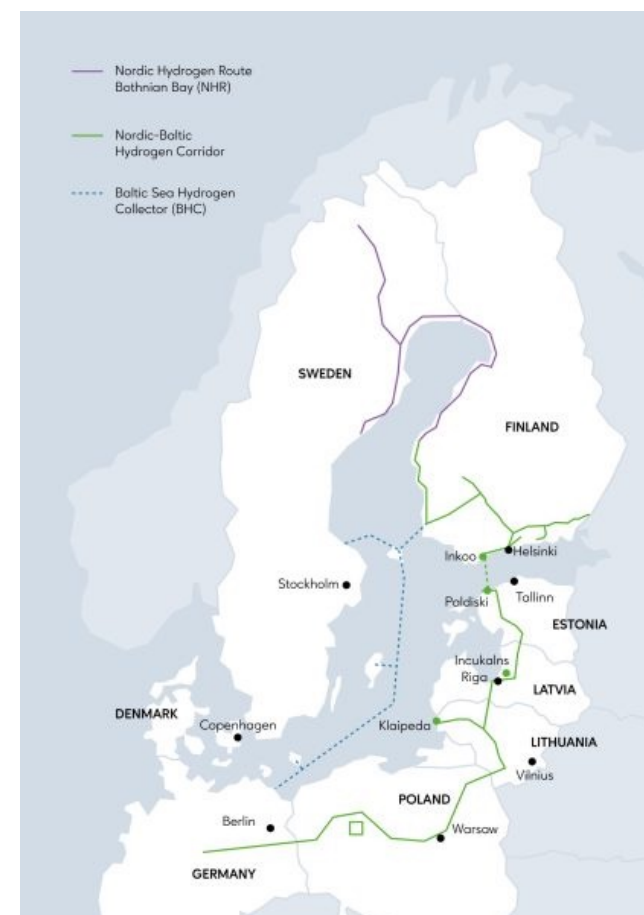 Nordic Hydrogen Route
Bothnian Bay (NHR)
Nordic-Baltic
Hydrogen Corridor
Baltic Sea Hydrogen
Collector (BHC)
SWEDEN
FINLAND
Inkoo
Helsinki
Stockholm
Poldiski
Tallinn
ESTONIA
Incukalns
Riga
LATVIA
DENMARK
Copenhagen
Klaipeda
LITHUANIA
Vilnius
POLAND
Berlin
Warsaw
GERMANY